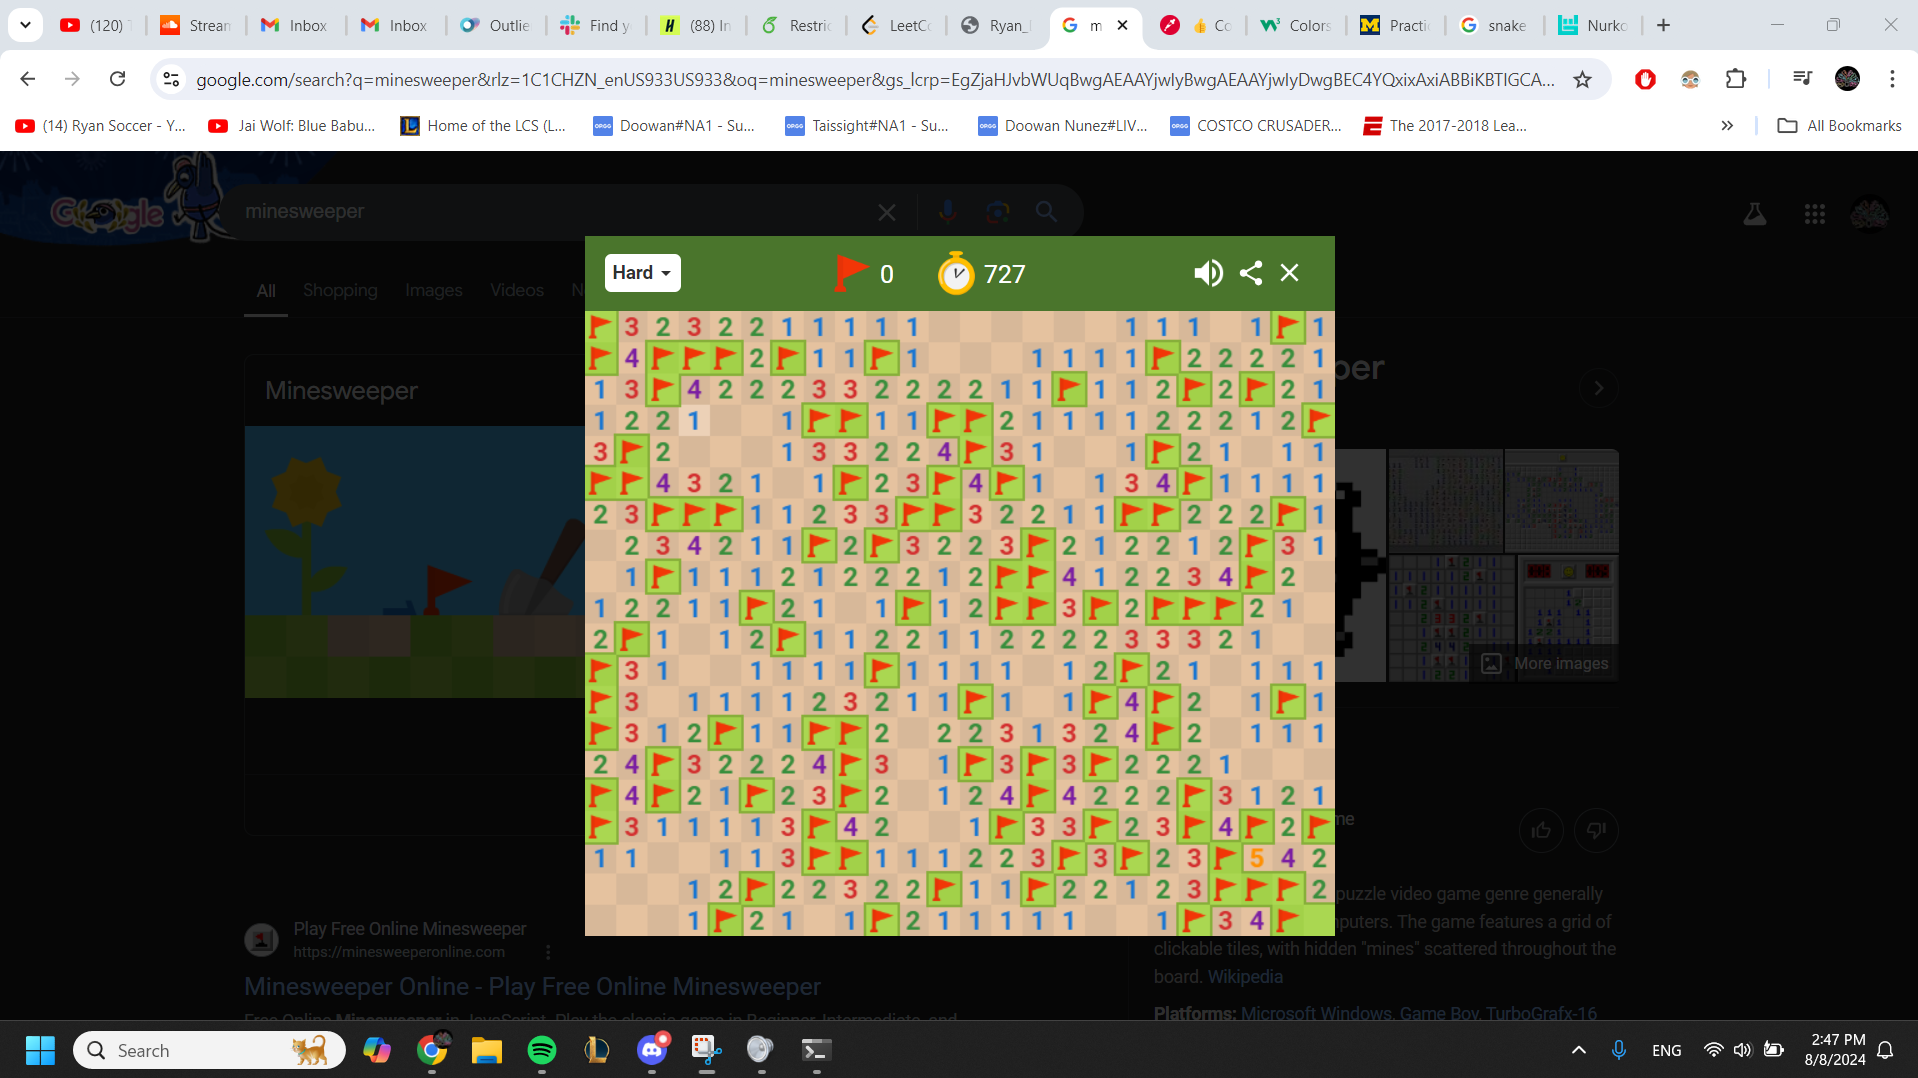 (120) T
Stream
Inbox
Inbox
Outlie
Find y
(88) In
Restric
LeetCo
Ryan_
m
Co
Colors
Practi
snake
Nurko
google.com/search?q=minesweeper&rlz=1C1CHZN_enUS933US933&oq=minesweeper&gs_lcrp=EgZjaHJvbWUqBwgAEAAYjwIyBwgAEAAYjwIyDwgBEC4YQxixAxiABBiKBTIGCA...
(14) Ryan Soccer - Y...
Jai Wolf: Blue Babu...
Home of the LCS (L...
Doowan#NA1 - Su...
Taissight#NA1 - Su...
Doowan Nunez#LIV...
COSTCO CRUSADER...
The 2017-2018 Lea...
All Bookmarks
Google
minesweeper
All
Shopping
Images
Videos
Hard
0
727
3 2 3 2 2 1 1 1 1 1 1 1 1 1 1
4 2 1 1 1 1 1 1 1 2 2 2 2 1
1 3 4 2 2 2 3 3 2 2 2 2 1 1 1 1 2 2 2 1
1 2 2 1 1 1 1 2 1 1 1 1 2 2 2 1 2
3 2 1 3 3 2 2 4 3 1 1 2 1 1 1
4 3 2 1 1 2 3 4 1 1 3 4 1 1 1 1
2 3 1 1 2 3 3 3 2 2 1 1 2 2 2 1
2 3 4 2 1 1 2 3 2 2 3 2 1 2 2 1 2 3 1
1 1 1 1 2 1 2 2 2 1 2 4 1 2 2 3 4 2
1 2 2 1 1 2 1 1 1 2 3 2 2 1
2 1 1 2 1 1 2 2 1 1 2 2 2 2 3 3 3 2 1
3 1 1 1 1 1 1 1 1 1 1 2 2 1 1 1 1
3 1 1 1 1 2 3 2 1 1 1 1 4 2 1 1
3 1 2 1 1 2 2 2 3 1 3 2 4 2 1 1 1
2 4 3 2 2 2 4 3 1 3 3 2 2 2 1
4 2 1 2 3 2 1 2 4 4 2 2 2 3 1 2 1
3 1 1 1 1 3 4 2 1 3 3 2 3 4 2
1 1 1 1 3 1 1 1 2 2 3 3 2 3 5 4 2
1 2 2 2 3 2 2 1 1 2 2 1 2 3 2
1 2 1 1 2 1 1 1 1 1 1 3 4
Minesweeper
per
More images
me
Play Free Online Minesweeper
https://minesweeperonline.com
Minesweeper Online - Play Free Online Minesweeper
puzzle video game genre generally
mputers. The game features a grid of
clickable tiles, with hidden "mines" scattered throughout the
board. Wikipedia
Platforms: Microsoft Windows, Game Boy, TurboGrafx-16
Search
ENG
2:47 PM
8/8/2024